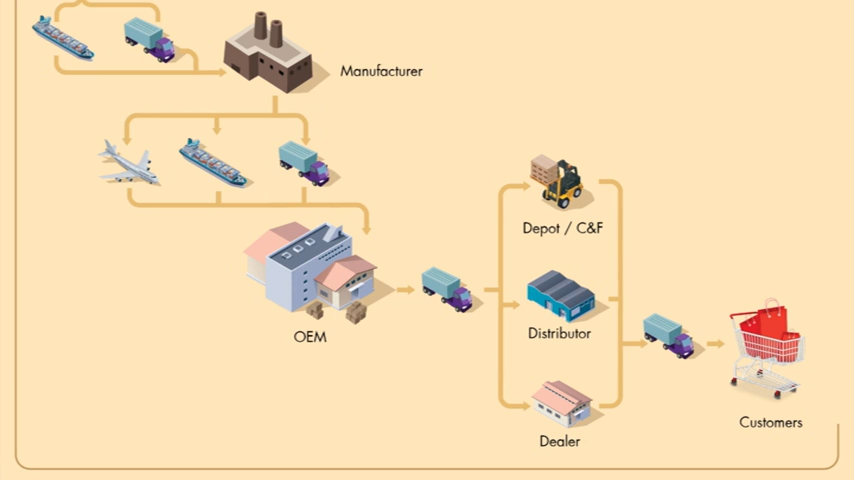 Manufacturer
Depot / C&F
OEM
Distributor
Customers
Dealer